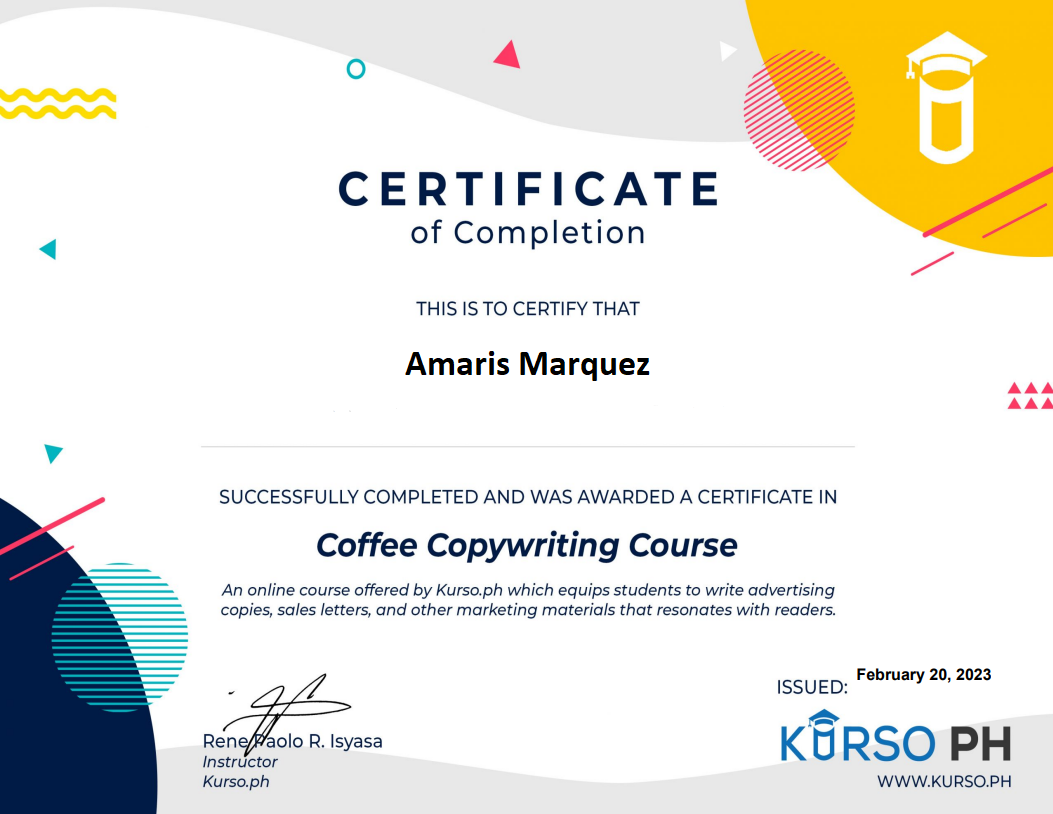 CERTIFICATE
of Completion
THIS IS TO CERTIFY THAT
Amaris Marquez
SUCCESSFULLY COMPLETED AND WAS AWARDED A CERTIFICATE IN
Coffee Copywriting Course
An online course offered by Kurso.ph which equips students to write advertising
copies, sales letters, and other marketing materials that resonates with readers.
Rene Paolo R. Isyasa
Instructor
Kurso.ph
ISSUED: February 20, 2023
KURSO PH
WWW.KURSO.PH